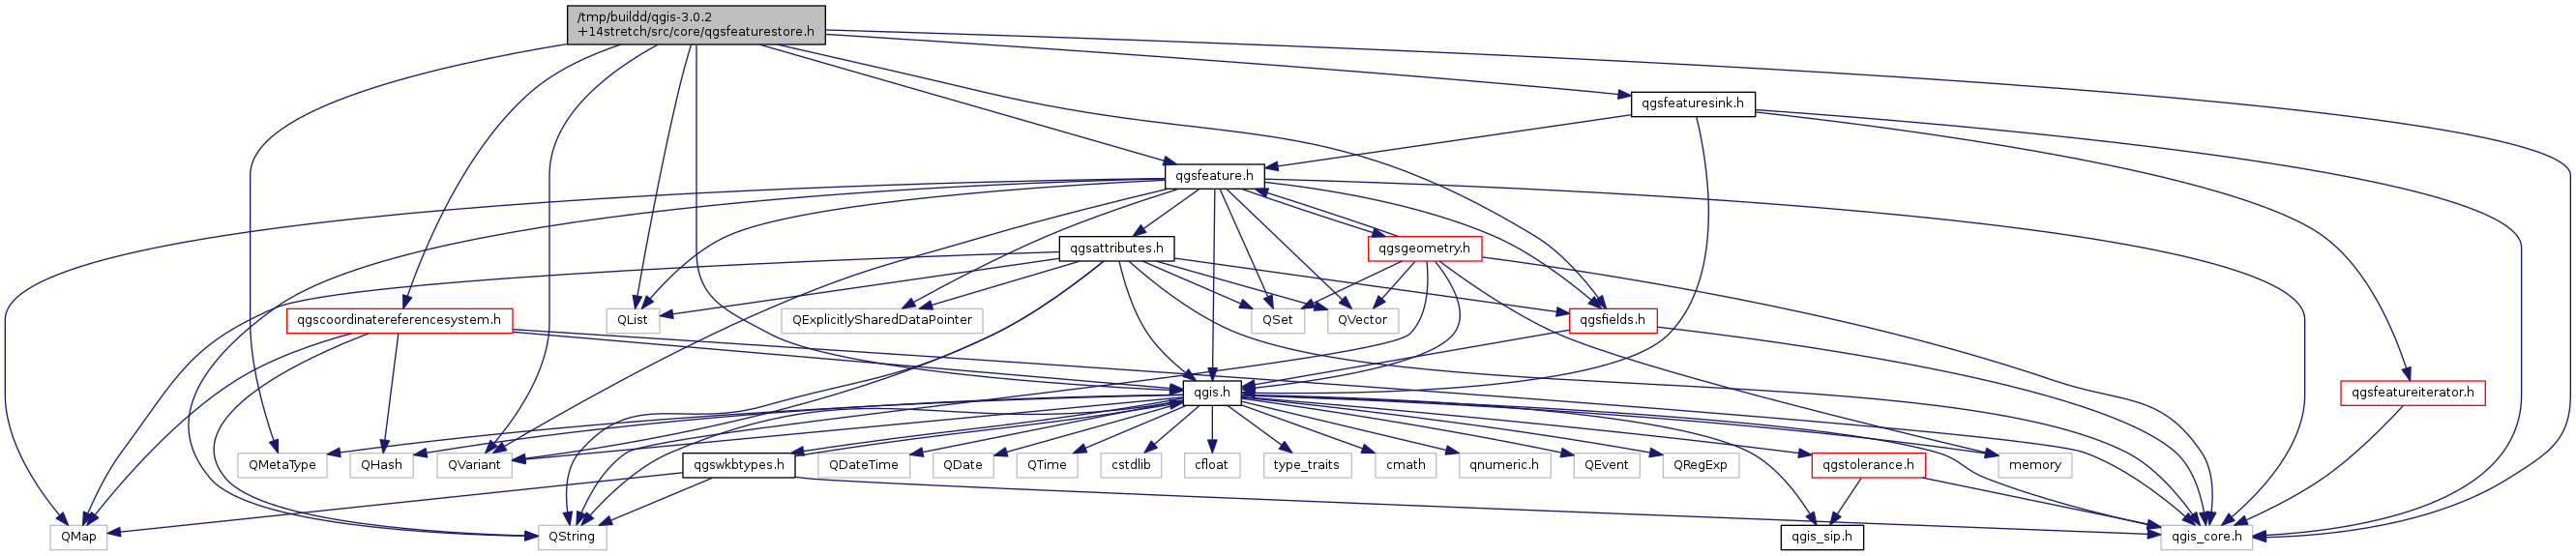 /tmp/buildd/qgis-3.0.2
+14stretch/src/core/qgsfeaturestore.h
qgsfeaturesink.h
qgsfeature.h
qgsattributes.h
qgsgeometry.h
qgscoordinatereferencesystem.h
QList
QExplicitlySharedDataPointer
QSet
QVector
qgsfields.h
qgis.h
qgsfeatureiterator.h
QMetaType
QHash
QVariant
qgswkbtypes.h
QDateTime
QDate
QTime
cstdlib
cfloat
type_traits
cmath
qnumeric.h
QEvent
QRegExp
qgstolerance.h
memory
QMap
QString
qgis_sip.h
qgis_core.h